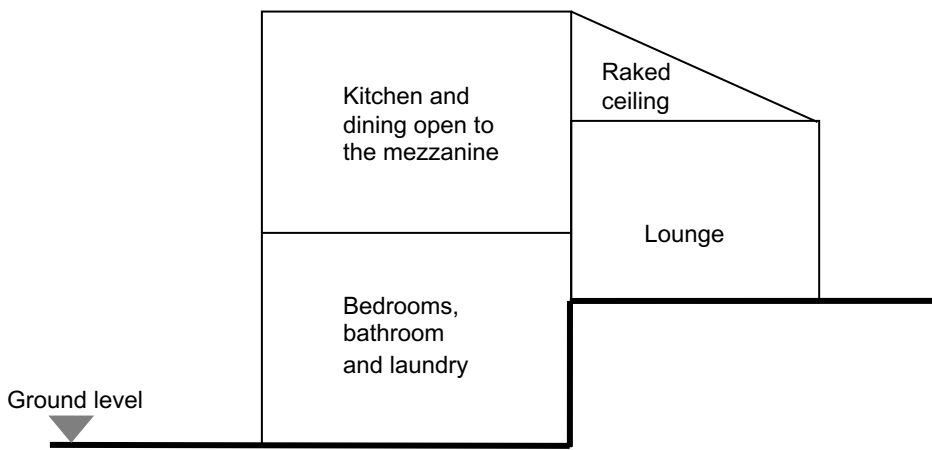 Kitchen and
dining open to
the mezzanine
Raked
ceiling
Lounge
Bedrooms,
bathroom
and laundry
Ground level